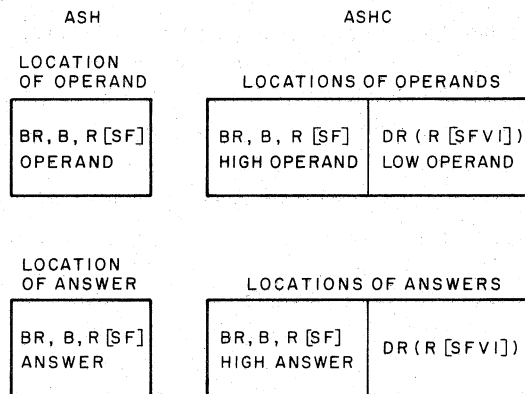 ASH
ASHC
LOCATION
OF OPERAND
LOCATIONS OF OPERANDS
BR, B, R [SF]
OPERAND
BR, B, R [SF]
HIGH OPERAND
DR (R [SFVI])
LOW OPERAND
LOCATION
OF ANSWER
LOCATIONS OF ANSWERS
BR, B, R [SF]
ANSWER
BR, B, R [SF]
HIGH ANSWER
DR (R [SFVI])